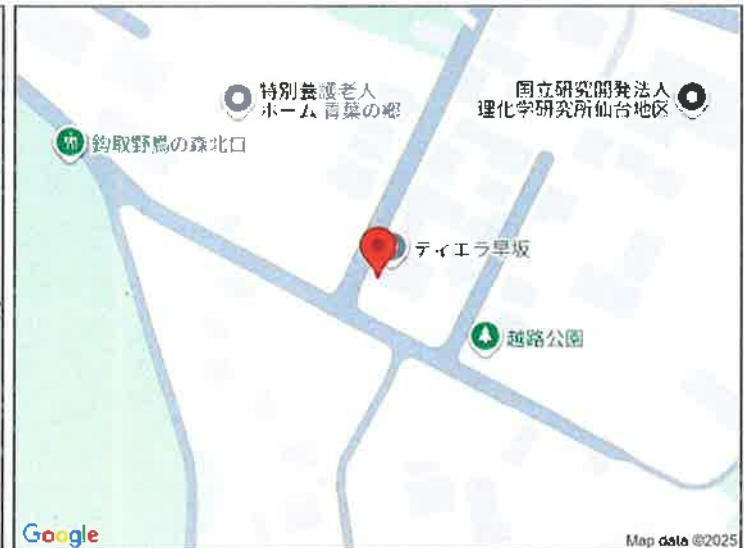 特別養護老人
ホーム 青葉の郷
国立研究開発法人
理化学研究所仙台地区
鈎取野鳥の森北口
ティエラ早坂
越路公園
Google
Map data ©2025